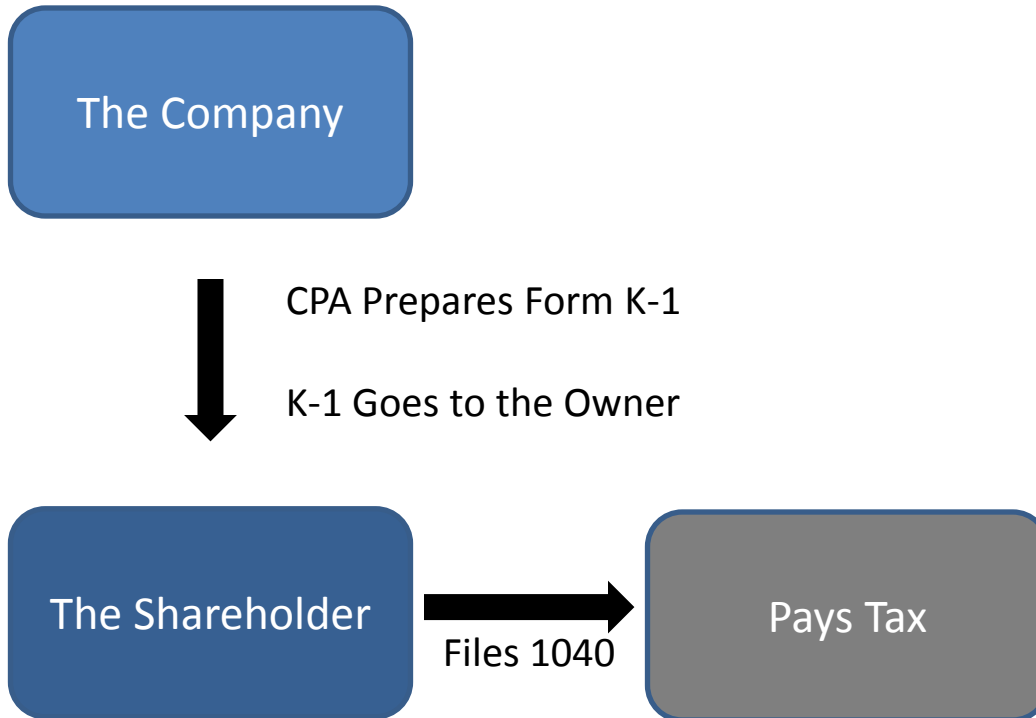 The Company
CPA Prepares Form K-1
K-1 Goes to the Owner
The Shareholder
Files 1040
Pays Tax